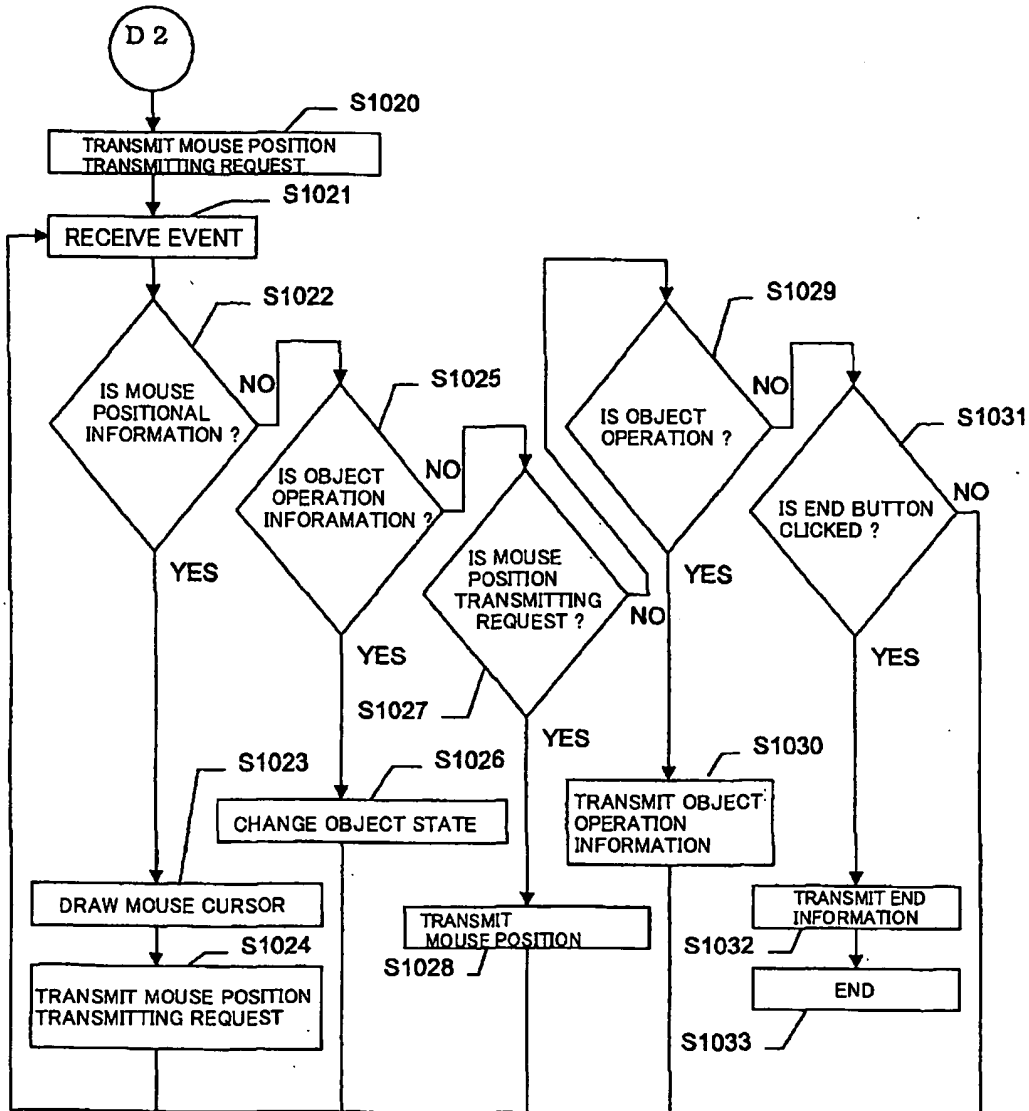 D 2
S1020
TRANSMIT MOUSE POSITION
TRANSMITTING REQUEST
S1021
RECEIVE EVENT
S1022
IS MOUSE
POSITIONAL
INFORMATION ?
NO
YES
S1025
IS OBJECT
OPERATION
INFORAMATION ?
NO
YES
IS MOUSE
POSITION
TRANSMITTING
REQUEST ?
NO
S1027
YES
S1029
IS OBJECT
OPERATION ?
NO
S1031
IS END BUTTON
CLICKED ?
NO
YES
S1023
DRAW MOUSE CURSOR
S1024
TRANSMIT MOUSE POSITION
TRANSMITTING REQUEST
S1026
CHANGE OBJECT STATE
TRANSMIT
MOUSE POSITION
S1028
S1030
TRANSMIT OBJECT
OPERATION
INFORMATION
TRANSMIT END
INFORMATION
S1032
END
S1033